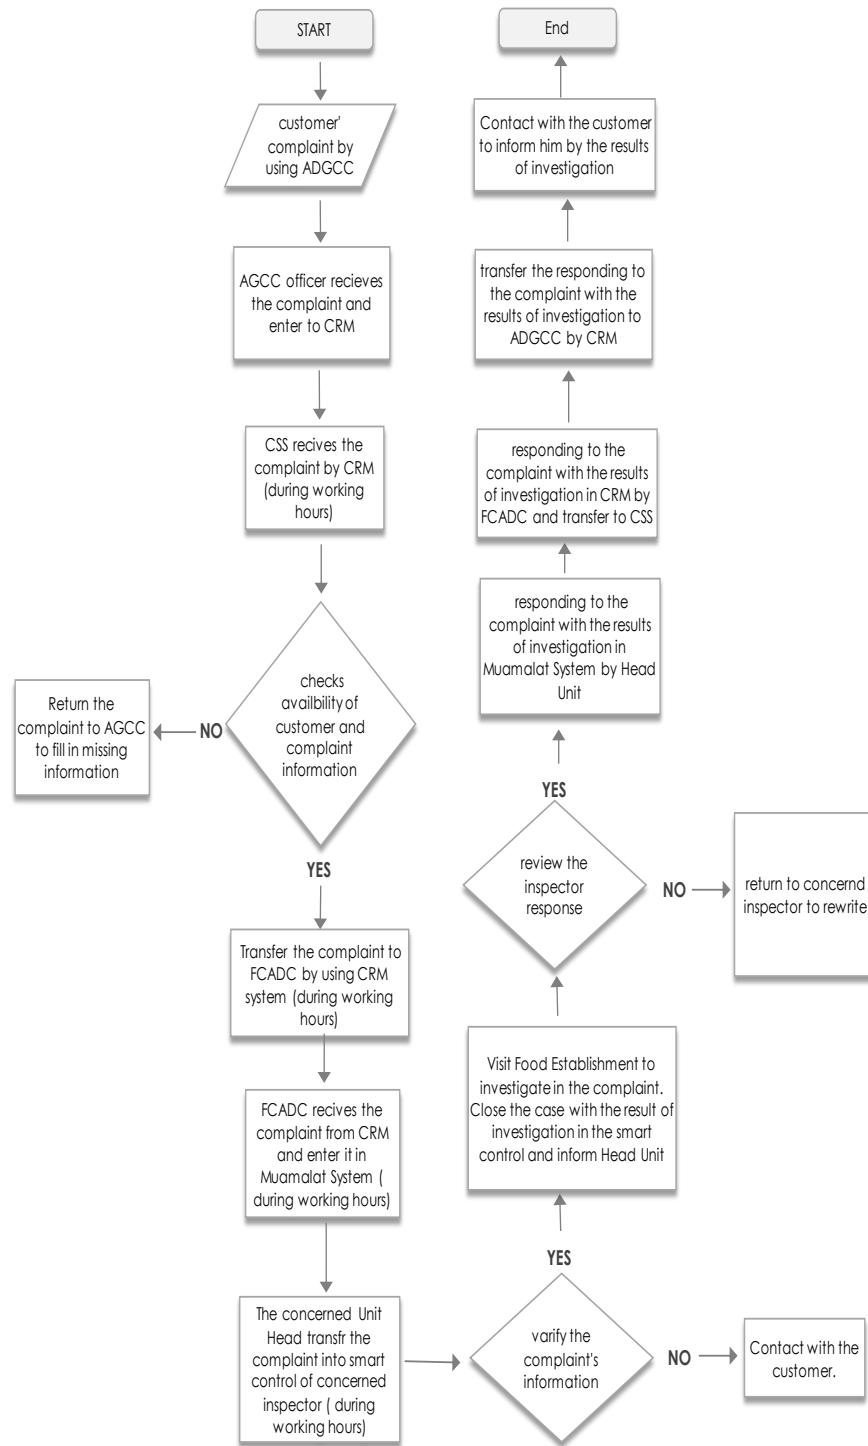 START
customer'
complaint by
using ADGCC
AGCC officer recieves
the complaint and
enter to CRM
CSS recives the
complaint by CRM
(during working
hours)
checks
availbility of
customer and
complaint
information
NO
Return the
complaint to AGCC
to fill in missing
information
YES
Transfer the complaint to
FCADC by using CRM
system (during working
hours)
FCADC recives the
complaint from CRM
and enter it in
Muamalat System (
during working hours)
The concerned Unit
Head transfr the
complaint into smart
control of concerned
inspector ( during
working hours)
varify the
complaint's
information
NO
Contact with the
customer.
YES
Visit Food Establishment to
investigate in the complaint.
Close the case with the result of
investigation in the smart
control and inform Head Unit
review the
inspector
response
NO
return to concernd
inspector to rewrite
YES
responding to the
complaint with the results
of investigation in
Muamalat System by Head
Unit
responding to the
complaint with the results
of investigation in CRM by
FCADC and transfer to CSS
transfer the responding to
the complaint with the
results of investigation to
ADGCC by CRM
Contact with the customer
to inform him by the results
of investigation
End